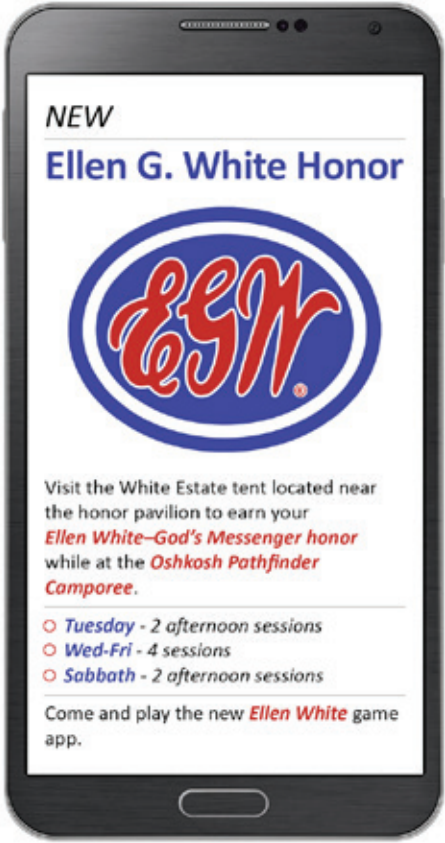 NEW
Ellen G. White Honor
EGW.®
Visit the White Estate tent located near
the honor pavilion to earn your
Ellen White–God's Messenger honor
while at the Oshkosh Pathfinder
Camporee.
Tuesday - 2 afternoon sessions
Wed-Fri - 4 sessions
Sabbath - 2 afternoon sessions
Come and play the new Ellen White game
app.